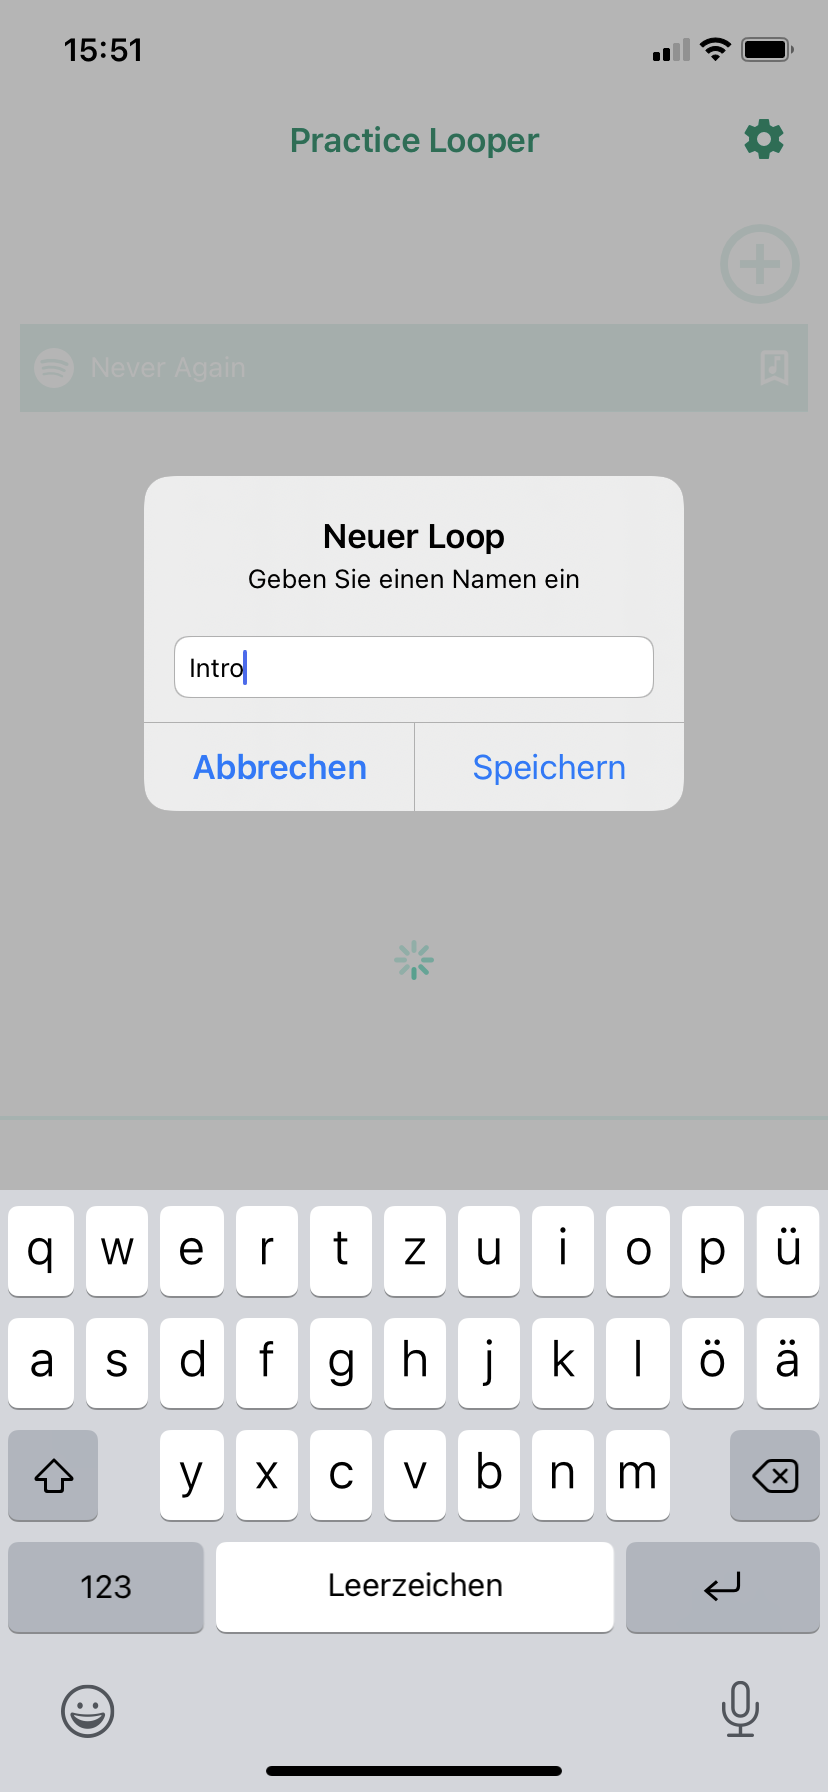 15:51
Practice Looper
Never Again
Neuer Loop
Geben Sie einen Namen ein
Intro
Abbrechen Speichern
q w e r t z u i o p ü
a s d f g h j k l ö ä
y x c v b n m
123 Leerzeichen